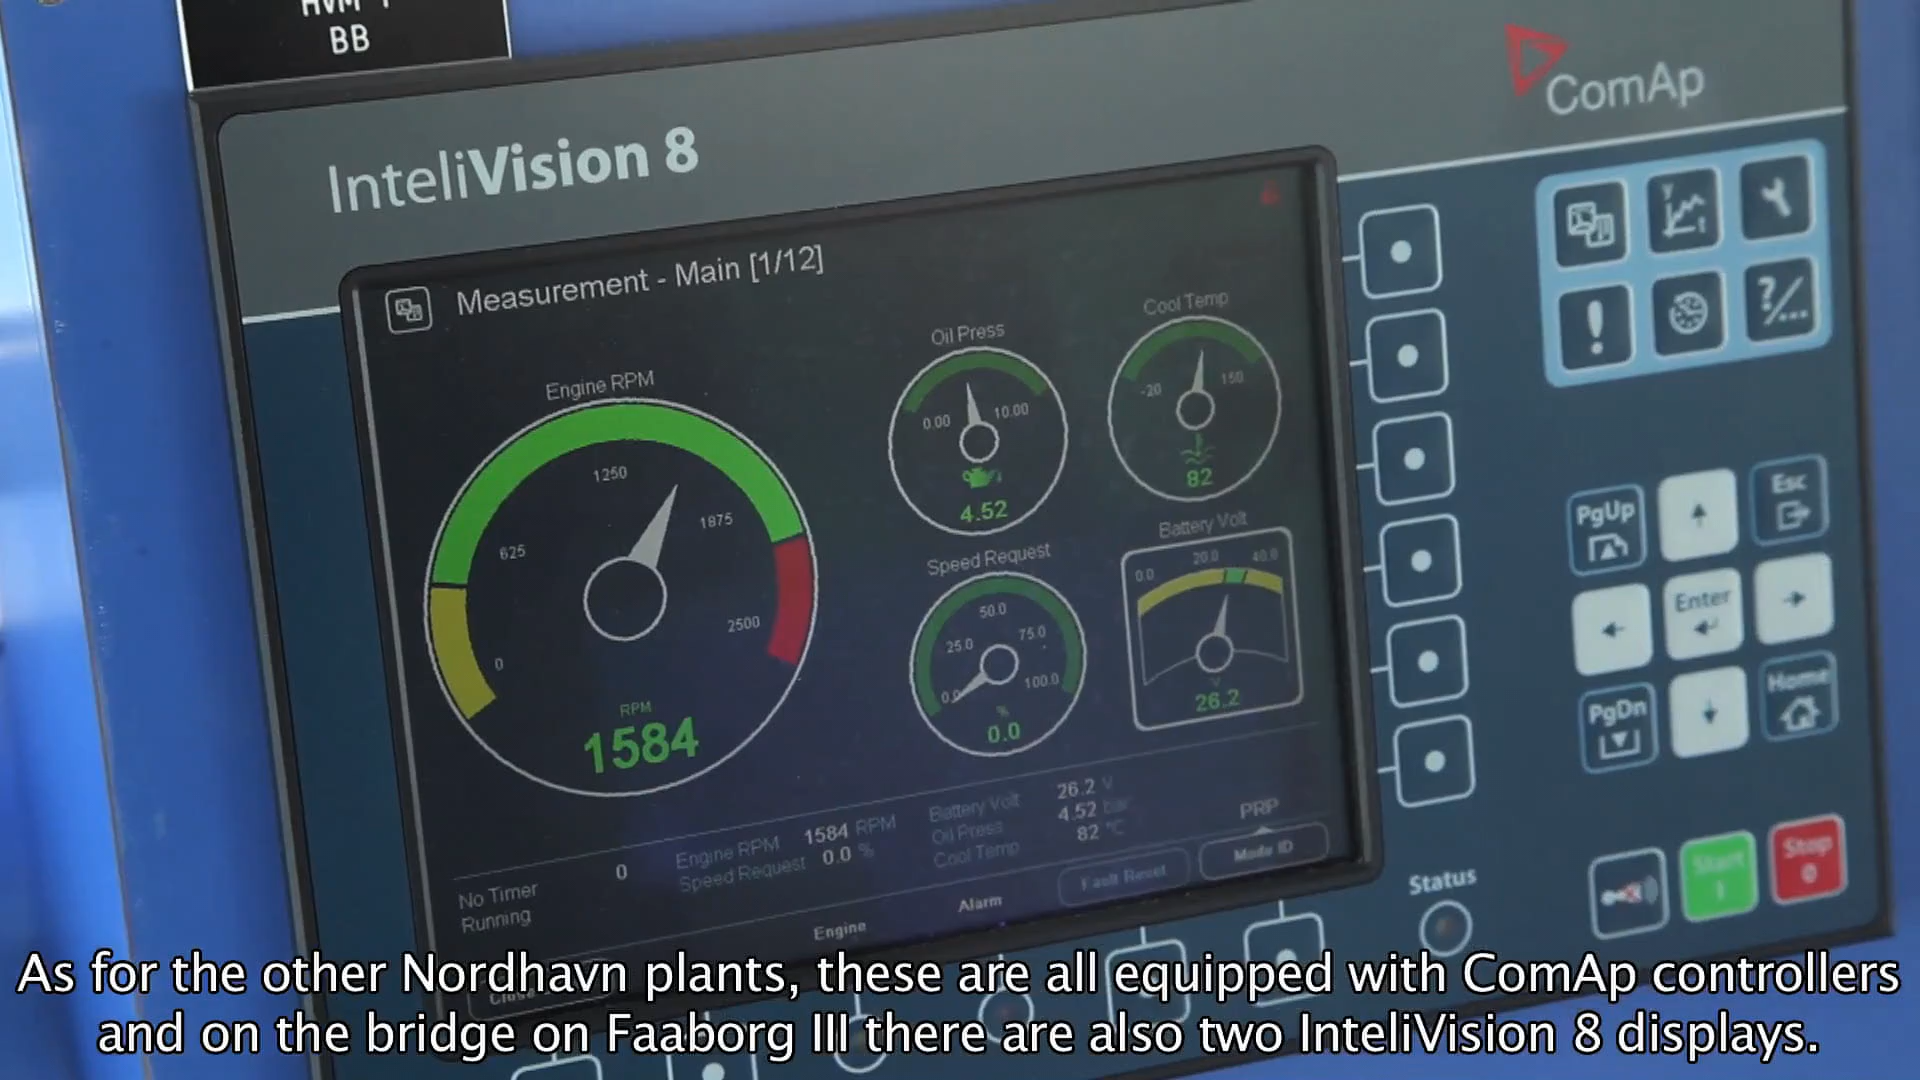 BB
ComAp
InteliVision 8
Measurement - Main [1/12]
Engine RPM
0
625
1250
1875
2500
RPM
1584
Oil Press
0.00
10.00
4.52
Cool Temp
-20
150
82
Speed Request
0.0
25.0
50.0
75.0
100.0
%
0.0
Battery Volt
0.0
20.0
40.0
V
26.2
No Timer
Running
0
Engine RPM 1584 RPM
Speed Request 0.0 %
Battery Volt 26.2 V
Oil Press 4.52 bar
Cool Temp 82 °C
PRP
Engine
Alarm
Fault Reset
Mode ID
PgUp
Esc
Enter
PgDn
Home
Status
Start
I
Stop
0
As for the other Nordhavn plants, these are all equipped with ComAp controllers
and on the bridge on Faaborg III there are also two InteliVision 8 displays.